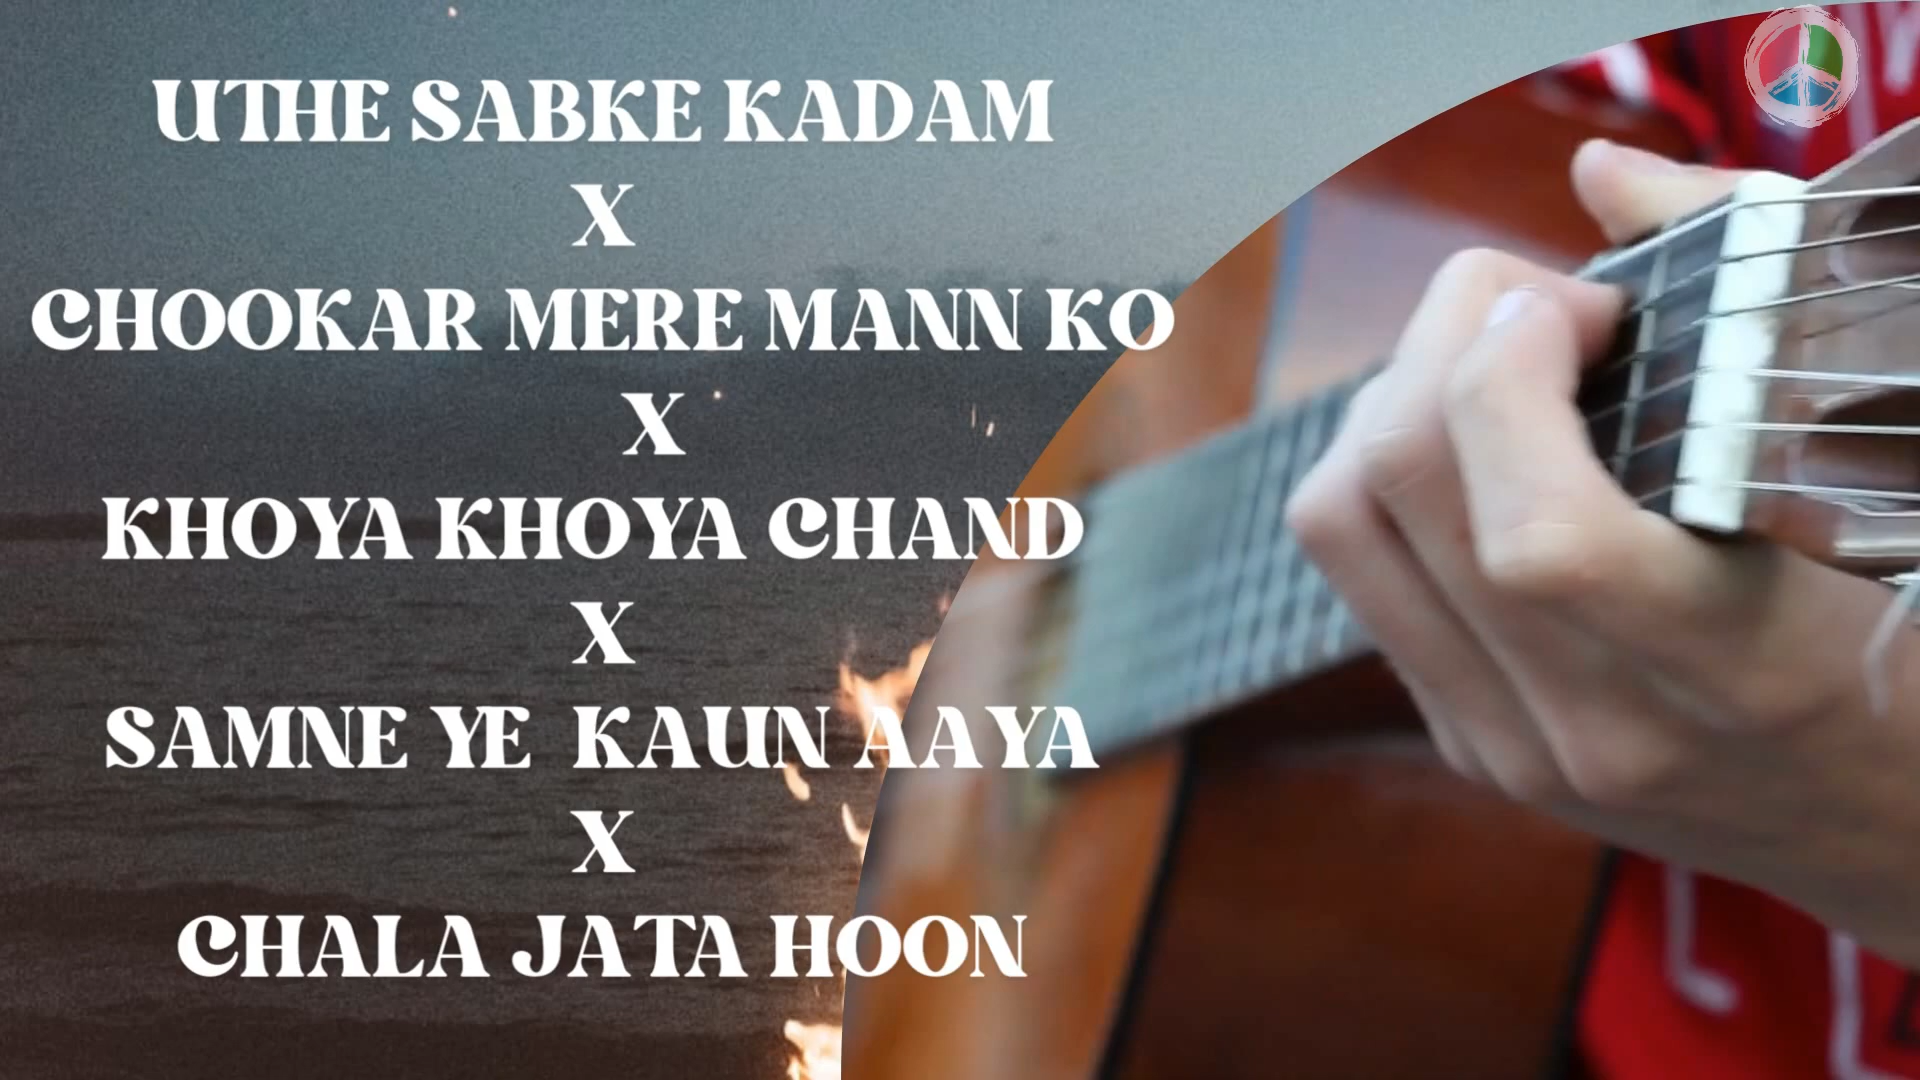 UTHE SABKE KADAM
X
CHOOKAR MERE MANN KO
X
KHOYA KHOYA CHAND
X
SAMNE YE KAUN AAYA
X
CHALA JATA HOON